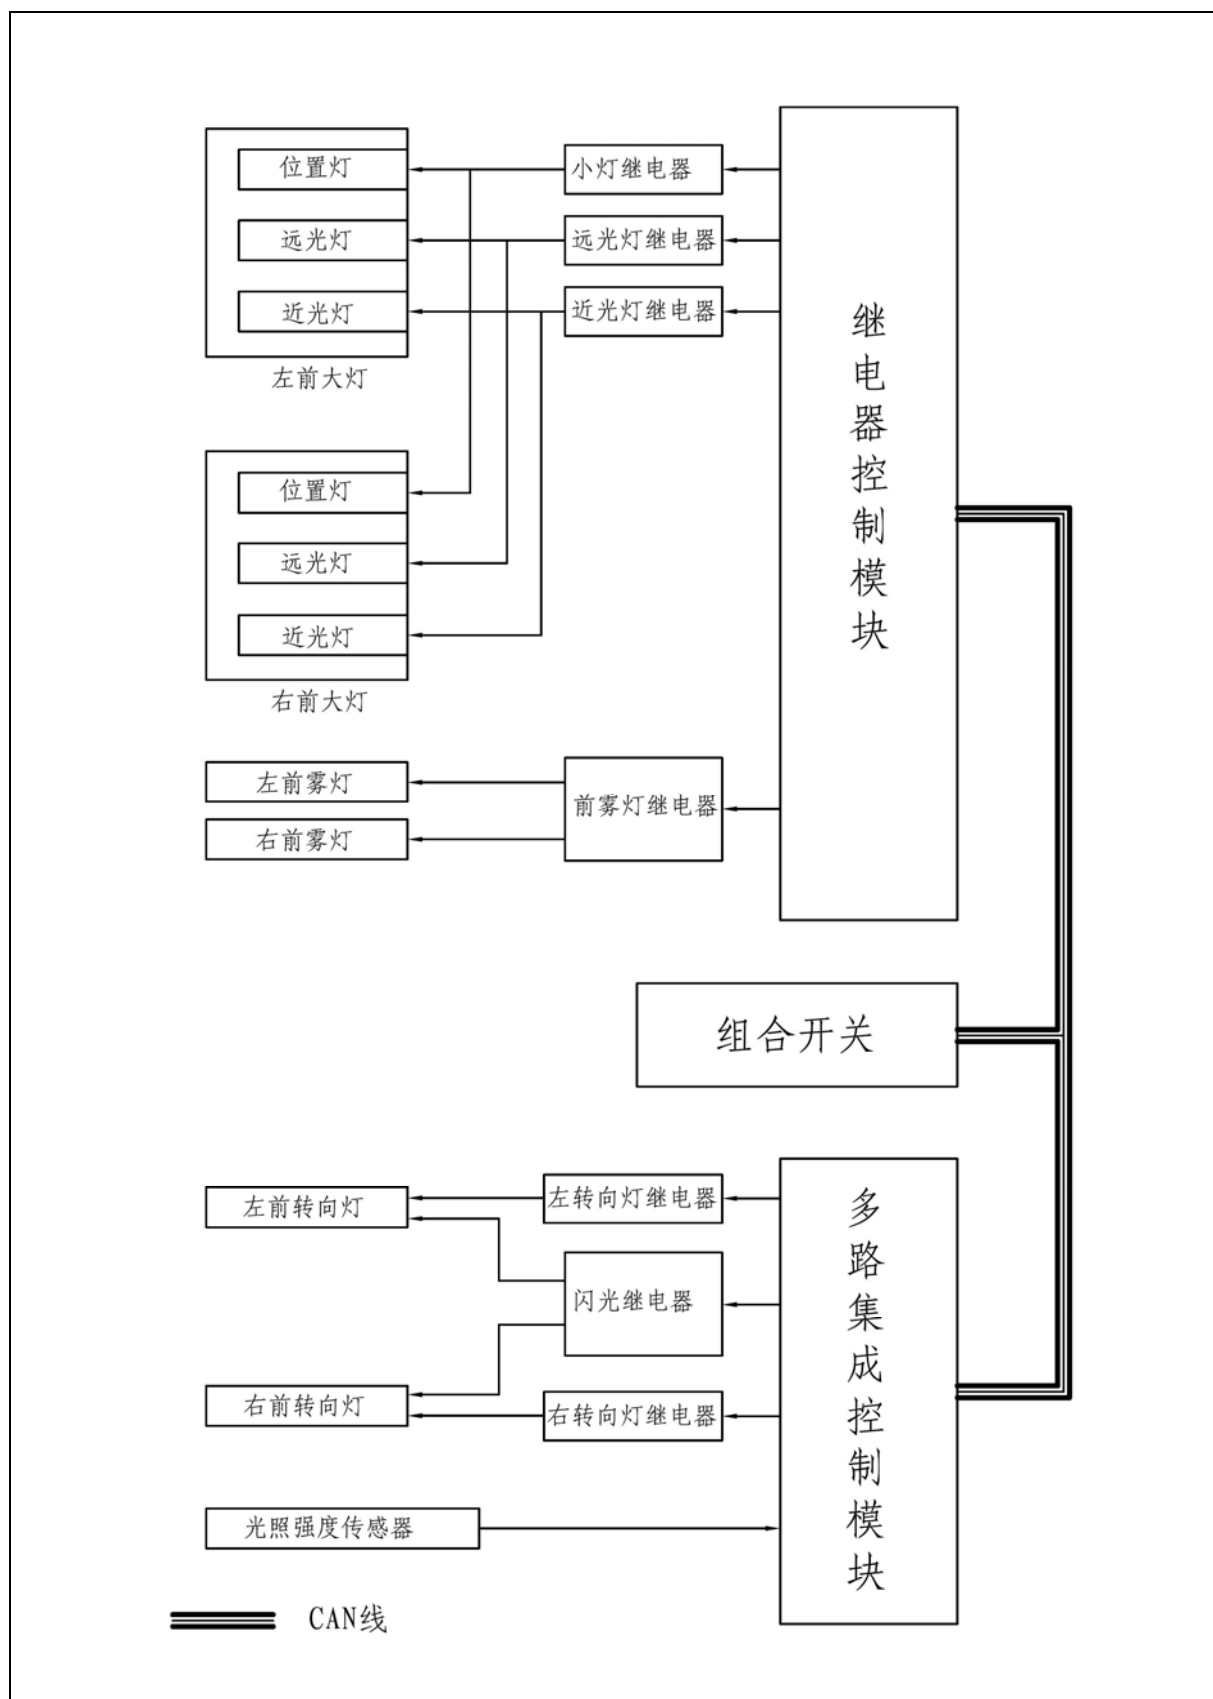 位置灯
小灯继电器
远光灯
远光灯继电器
近光灯
近光灯继电器
左前大灯
继电器控制模块
位置灯
远光灯
近光灯
右前大灯
左前雾灯
前雾灯继电器
右前雾灯
组合开关
左前转向灯
左转向灯继电器
闪光继电器
右前转向灯
右转向灯继电器
多路集成控制模块
光照强度传感器
CAN线